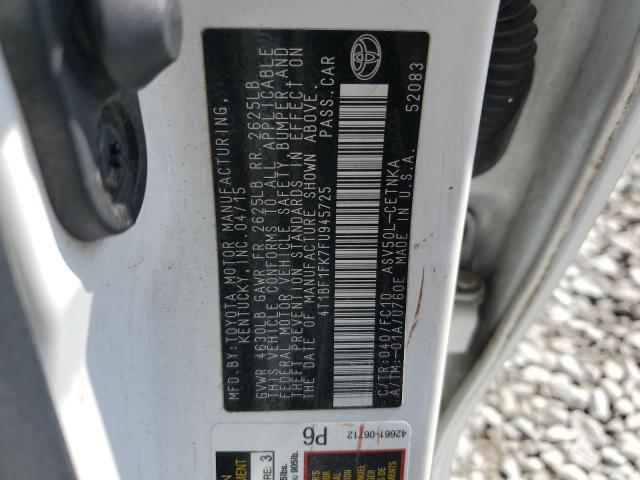 MFD BY: TOYOTA MOTOR MANUFACTURING,
KENTUCKY, INC. 04/15
GVWR 4630LB GAWR FR 2625LB RR 2625LB
THIS VEHICLE CONFORMS TO ALL APPLICABLE
FEDERAL MOTOR VEHICLE SAFETY, BUMPER AND
THEFT PREVENTION STANDARDS IN EFFECT ON
THE DATE OF MANUFACTURE SHOWN ABOVE.
4T1BF1FK7FU945725 PASS. CAR
C/TR:040/FC10 ASV50L-CETNKA
A/TM:-01A/U760E MADE IN U.S.A.
52083
P6
42661-06712